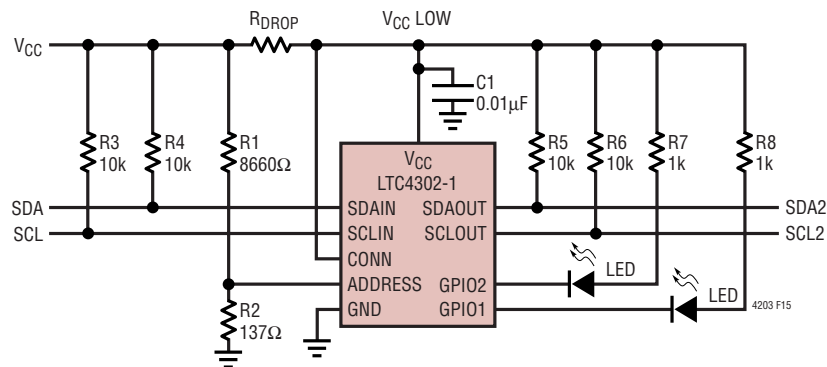 RDROP
VCC LOW
VCC
C1
0.01µF
R3
10k
R4
10k
R1
8660Ω
R5
10k
R6
10k
R7
1k
R8
1k
VCC
LTC4302-1
SDA
SDAIN
SDAOUT
SDA2
SCL
SCLIN
SCLOUT
SCL2
CONN
LED
ADDRESS
GPIO2
LED
GND
GPIO1
4203 F15
R2
137Ω